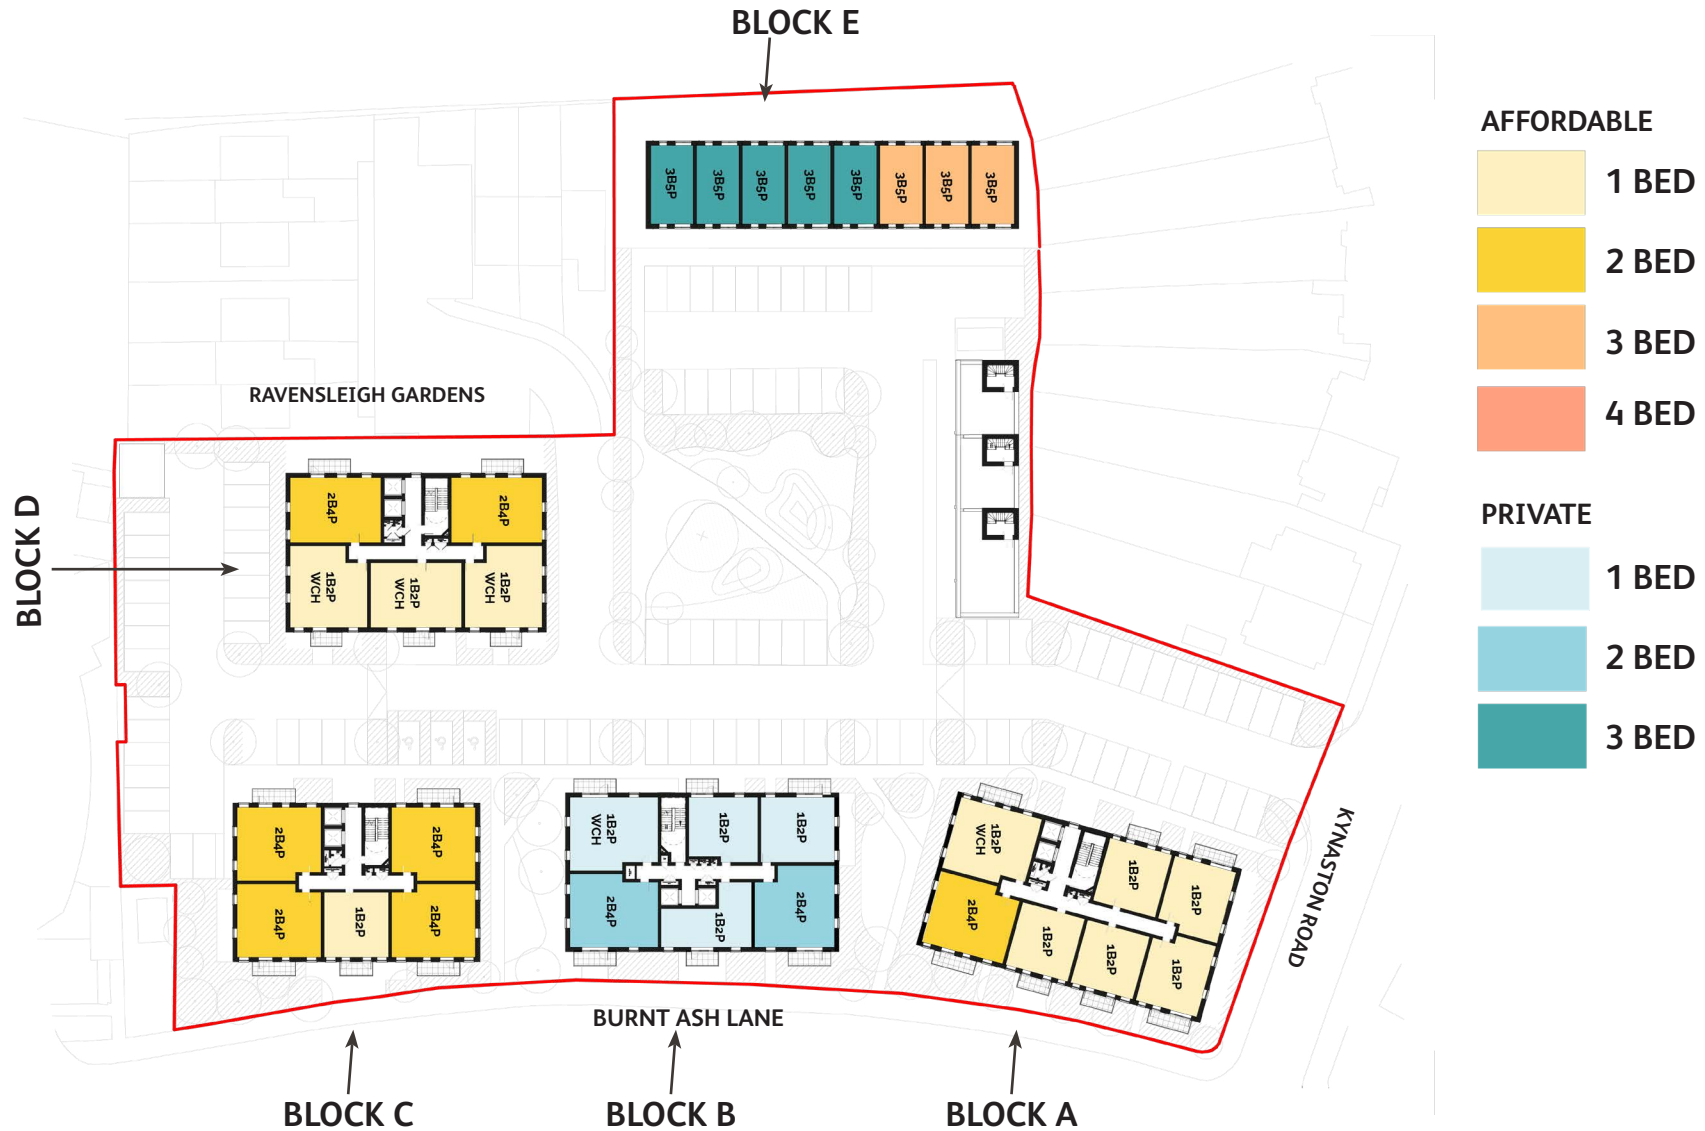 BLOCK E
3B5P
3B5P
3B5P
3B5P
3B5P
3B5P
3B5P
3B5P
AFFORDABLE
1 BED
2 BED
3 BED
4 BED
PRIVATE
1 BED
2 BED
3 BED
RAVENSLEIGH GARDENS
BLOCK D
2B4P
2B4P
1B2P
WCH
1B2P
WCH
1B2P
WCH
2B4P
2B4P
2B4P
1B2P
2B4P
1B2P
WCH
1B2P
1B2P
2B4P
1B2P
2B4P
1B2P
WCH
1B2P
1B2P
2B4P
1B2P
1B2P
1B2P
KYNASTON ROAD
BURNT ASH LANE
BLOCK C
BLOCK B
BLOCK A